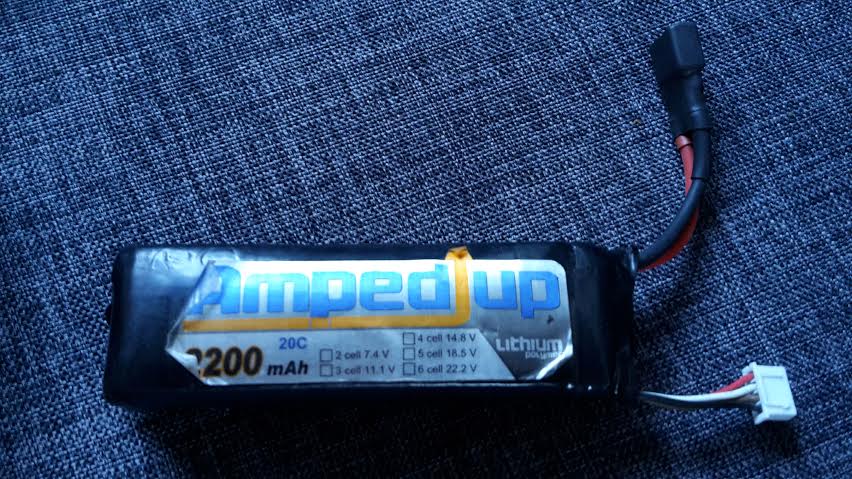 Amped up
20C
2200 mAh
2 cell 7.4 V
3 cell 11.1 V
4 cell 14.8 V
5 cell 18.5 V
6 cell 22.2 V
Lithium
polymer